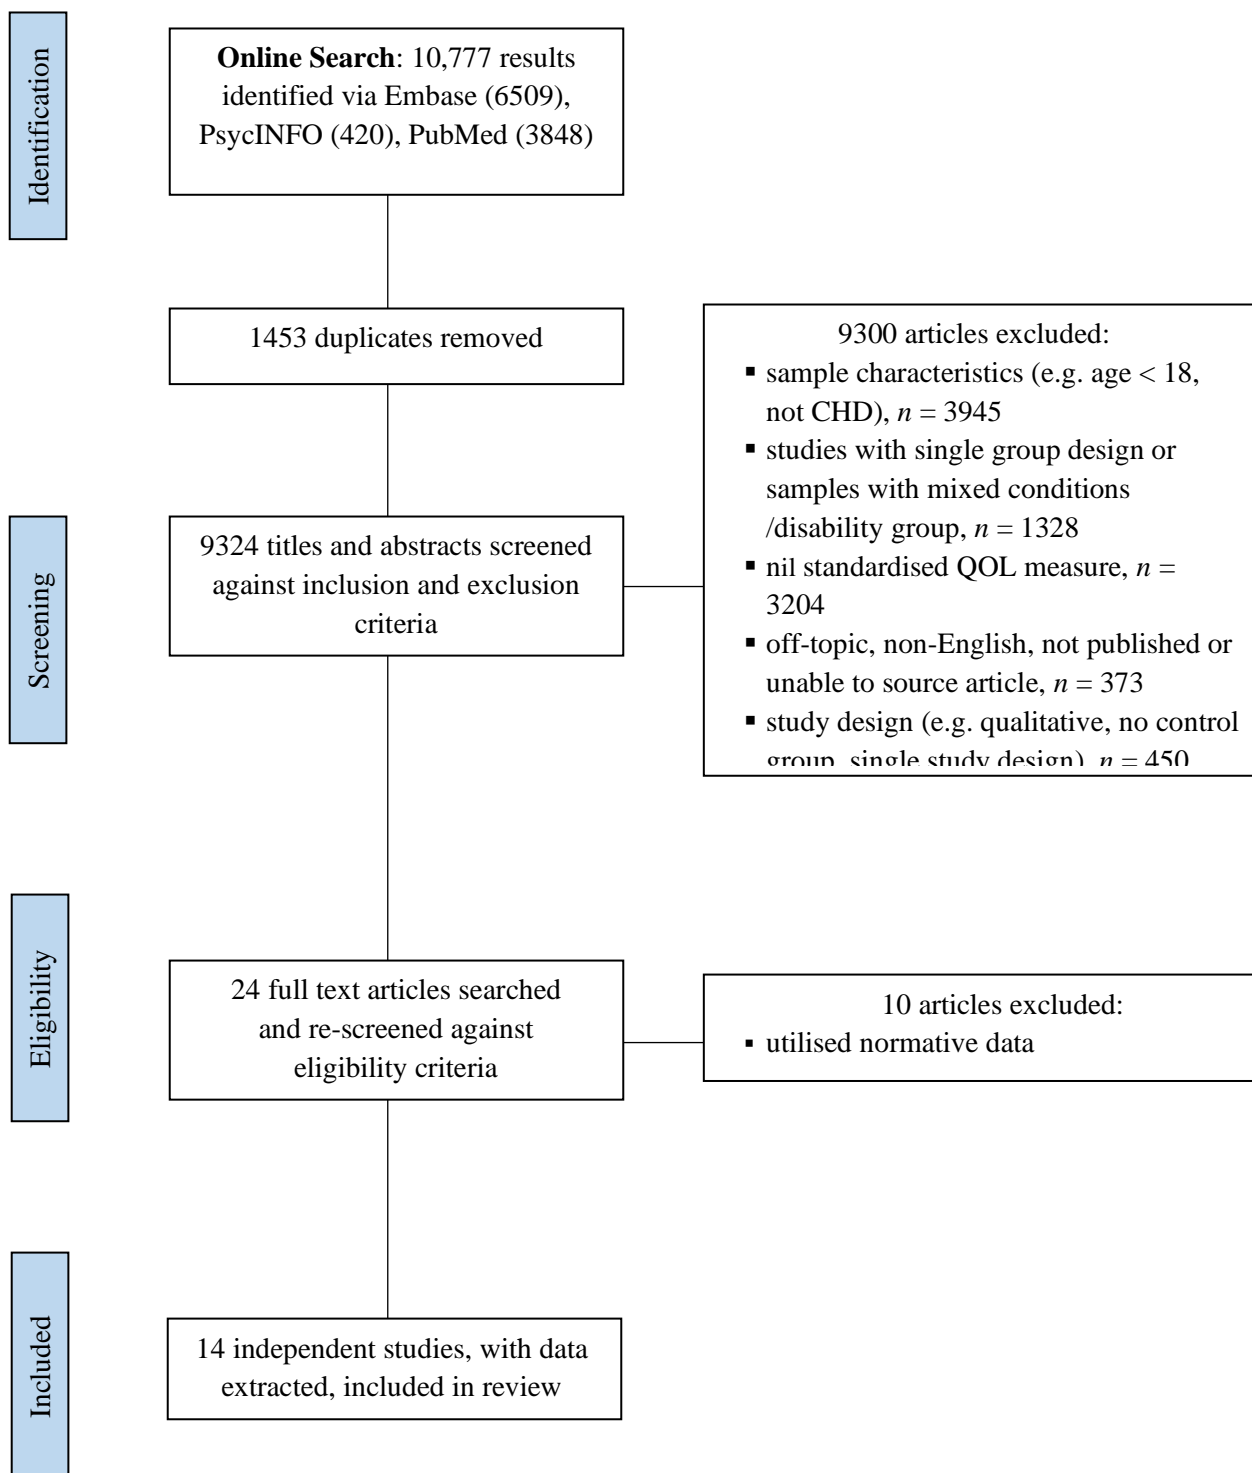 Identification
Online Search: 10,777 results
identified via Embase (6509),
PsycINFO (420), PubMed (3848)
1453 duplicates removed
Screening
9324 titles and abstracts screened
against inclusion and exclusion
criteria
9300 articles excluded:
▪ sample characteristics (e.g. age < 18,
not CHD), n = 3945
▪ studies with single group design or
samples with mixed conditions
/disability group, n = 1328
▪ nil standardised QOL measure, n =
3204
▪ off-topic, non-English, not published or
unable to source article, n = 373
▪ study design (e.g. qualitative, no control
group, single study design), n = 450
Eligibility
24 full text articles searched
and re-screened against
eligibility criteria
10 articles excluded:
▪ utilised normative data
Included
14 independent studies, with data
extracted, included in review